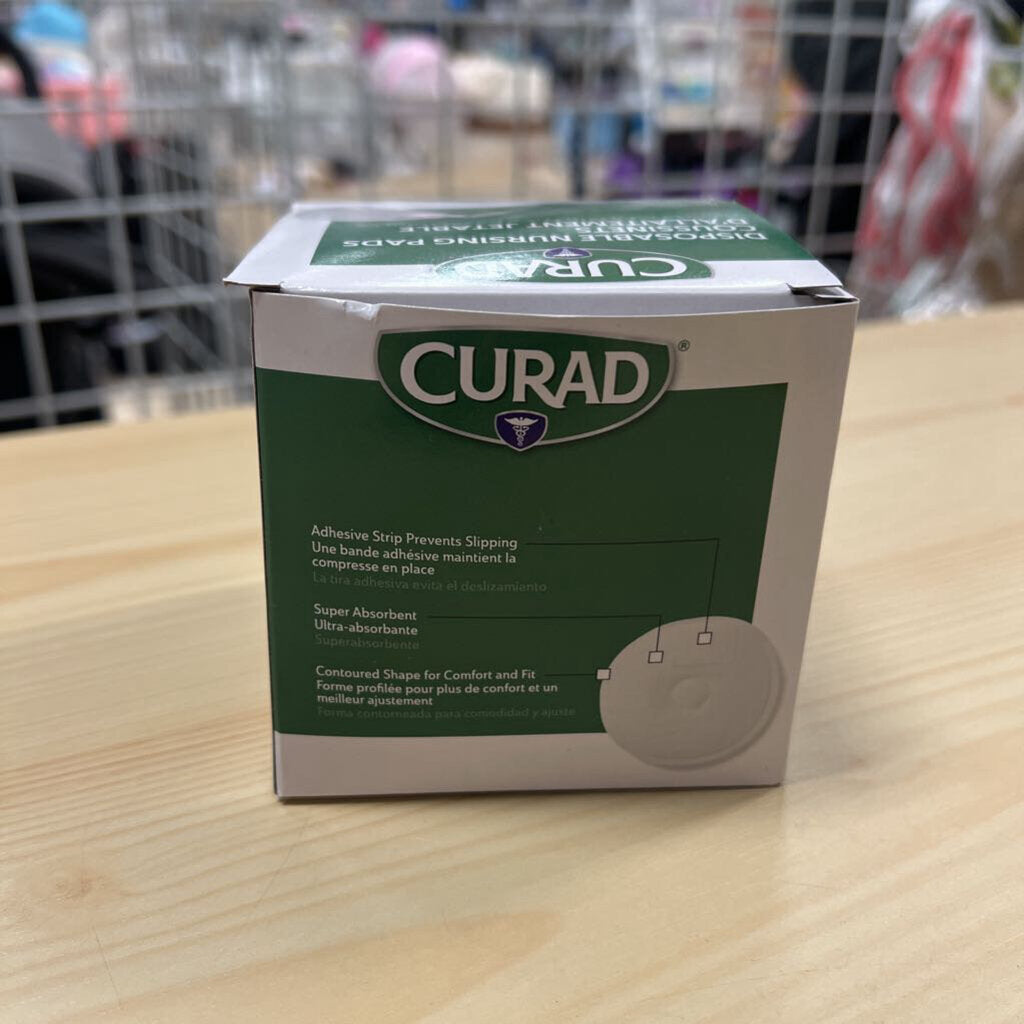 DISPOSABLE NURSING PADS
COUSSINETS
D'ALLAITEMENT JETABLE
CURAD
CURAD®
Adhesive Strip Prevents Slipping
Une bande adhésive maintient la
compresse en place
La tira adhesiva evita el deslizamiento
Super Absorbent
Ultra-absorbante
Superabsorbente
Contoured Shape for Comfort and Fit
Forme profilée pour plus de confort et un
meilleur ajustement
Forma contorneada para comodidad y ajuste